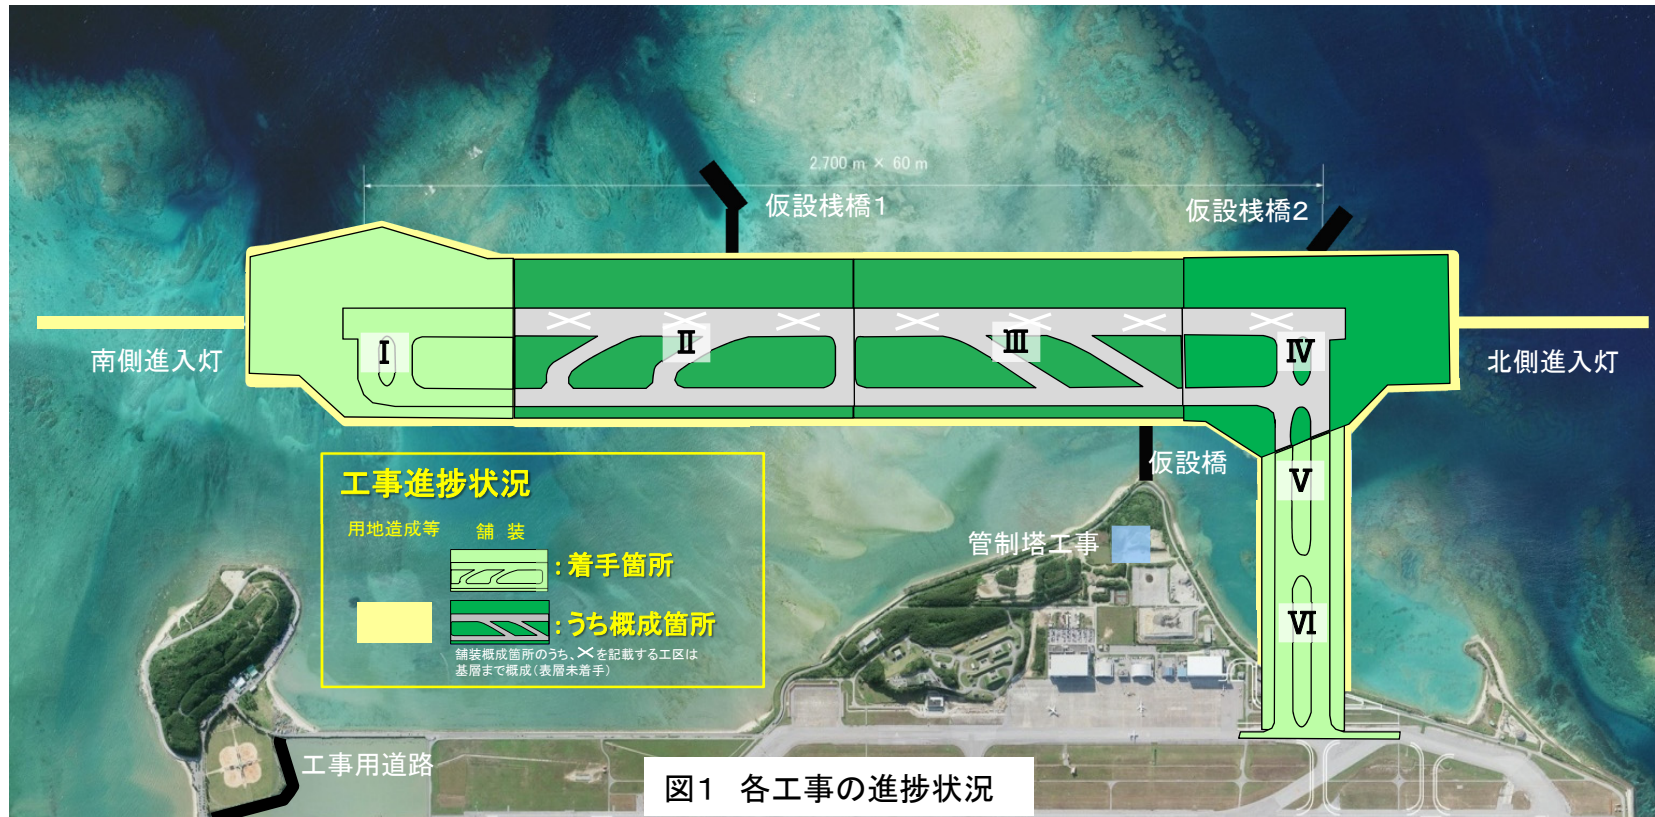 2,700 m × 60 m
仮設桟橋1
仮設桟橋2
南側進入灯
Ⅰ
Ⅱ
Ⅲ
Ⅳ
北側進入灯
仮設橋
Ⅴ
管制塔工事
Ⅵ
工事進捗状況
用地造成等
舗 装
:着手箇所
:うち概成箇所
舗装概成箇所のうち、×を記載する工区は
基層まで概成(表層未着手)
工事用道路
図1 各工事の進捗状況